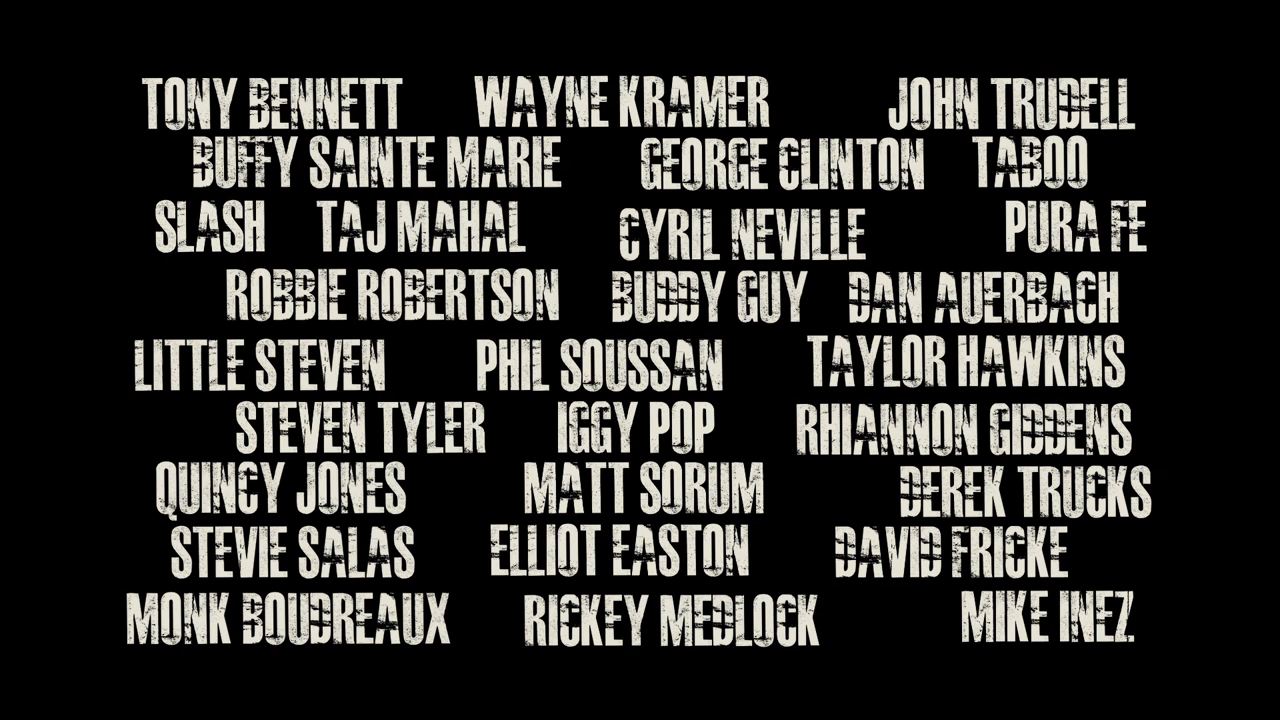 TONY BENNETT WAYNE KRAMER JOHN TRUDELL
BUFFY SAINTE MARIE GEORGE CLINTON TABOO
SLASH TAJ MAHAL CYRIL NEVILLE PURA FE
ROBBIE ROBERTSON BUDDY GUY DAN AUERBACH
LITTLE STEVEN PHIL SOUSSAN TAYLOR HAWKINS
STEVEN TYLER IGGY POP RHIANNON GIDDENS
QUINCY JONES MATT SORUM DEREK TRUCKS
STEVIE SALAS ELLIOT EASTON DAVID FRICKE
MONK BOUDREAUX RICKEY MEDLOCK MIKE INEZ